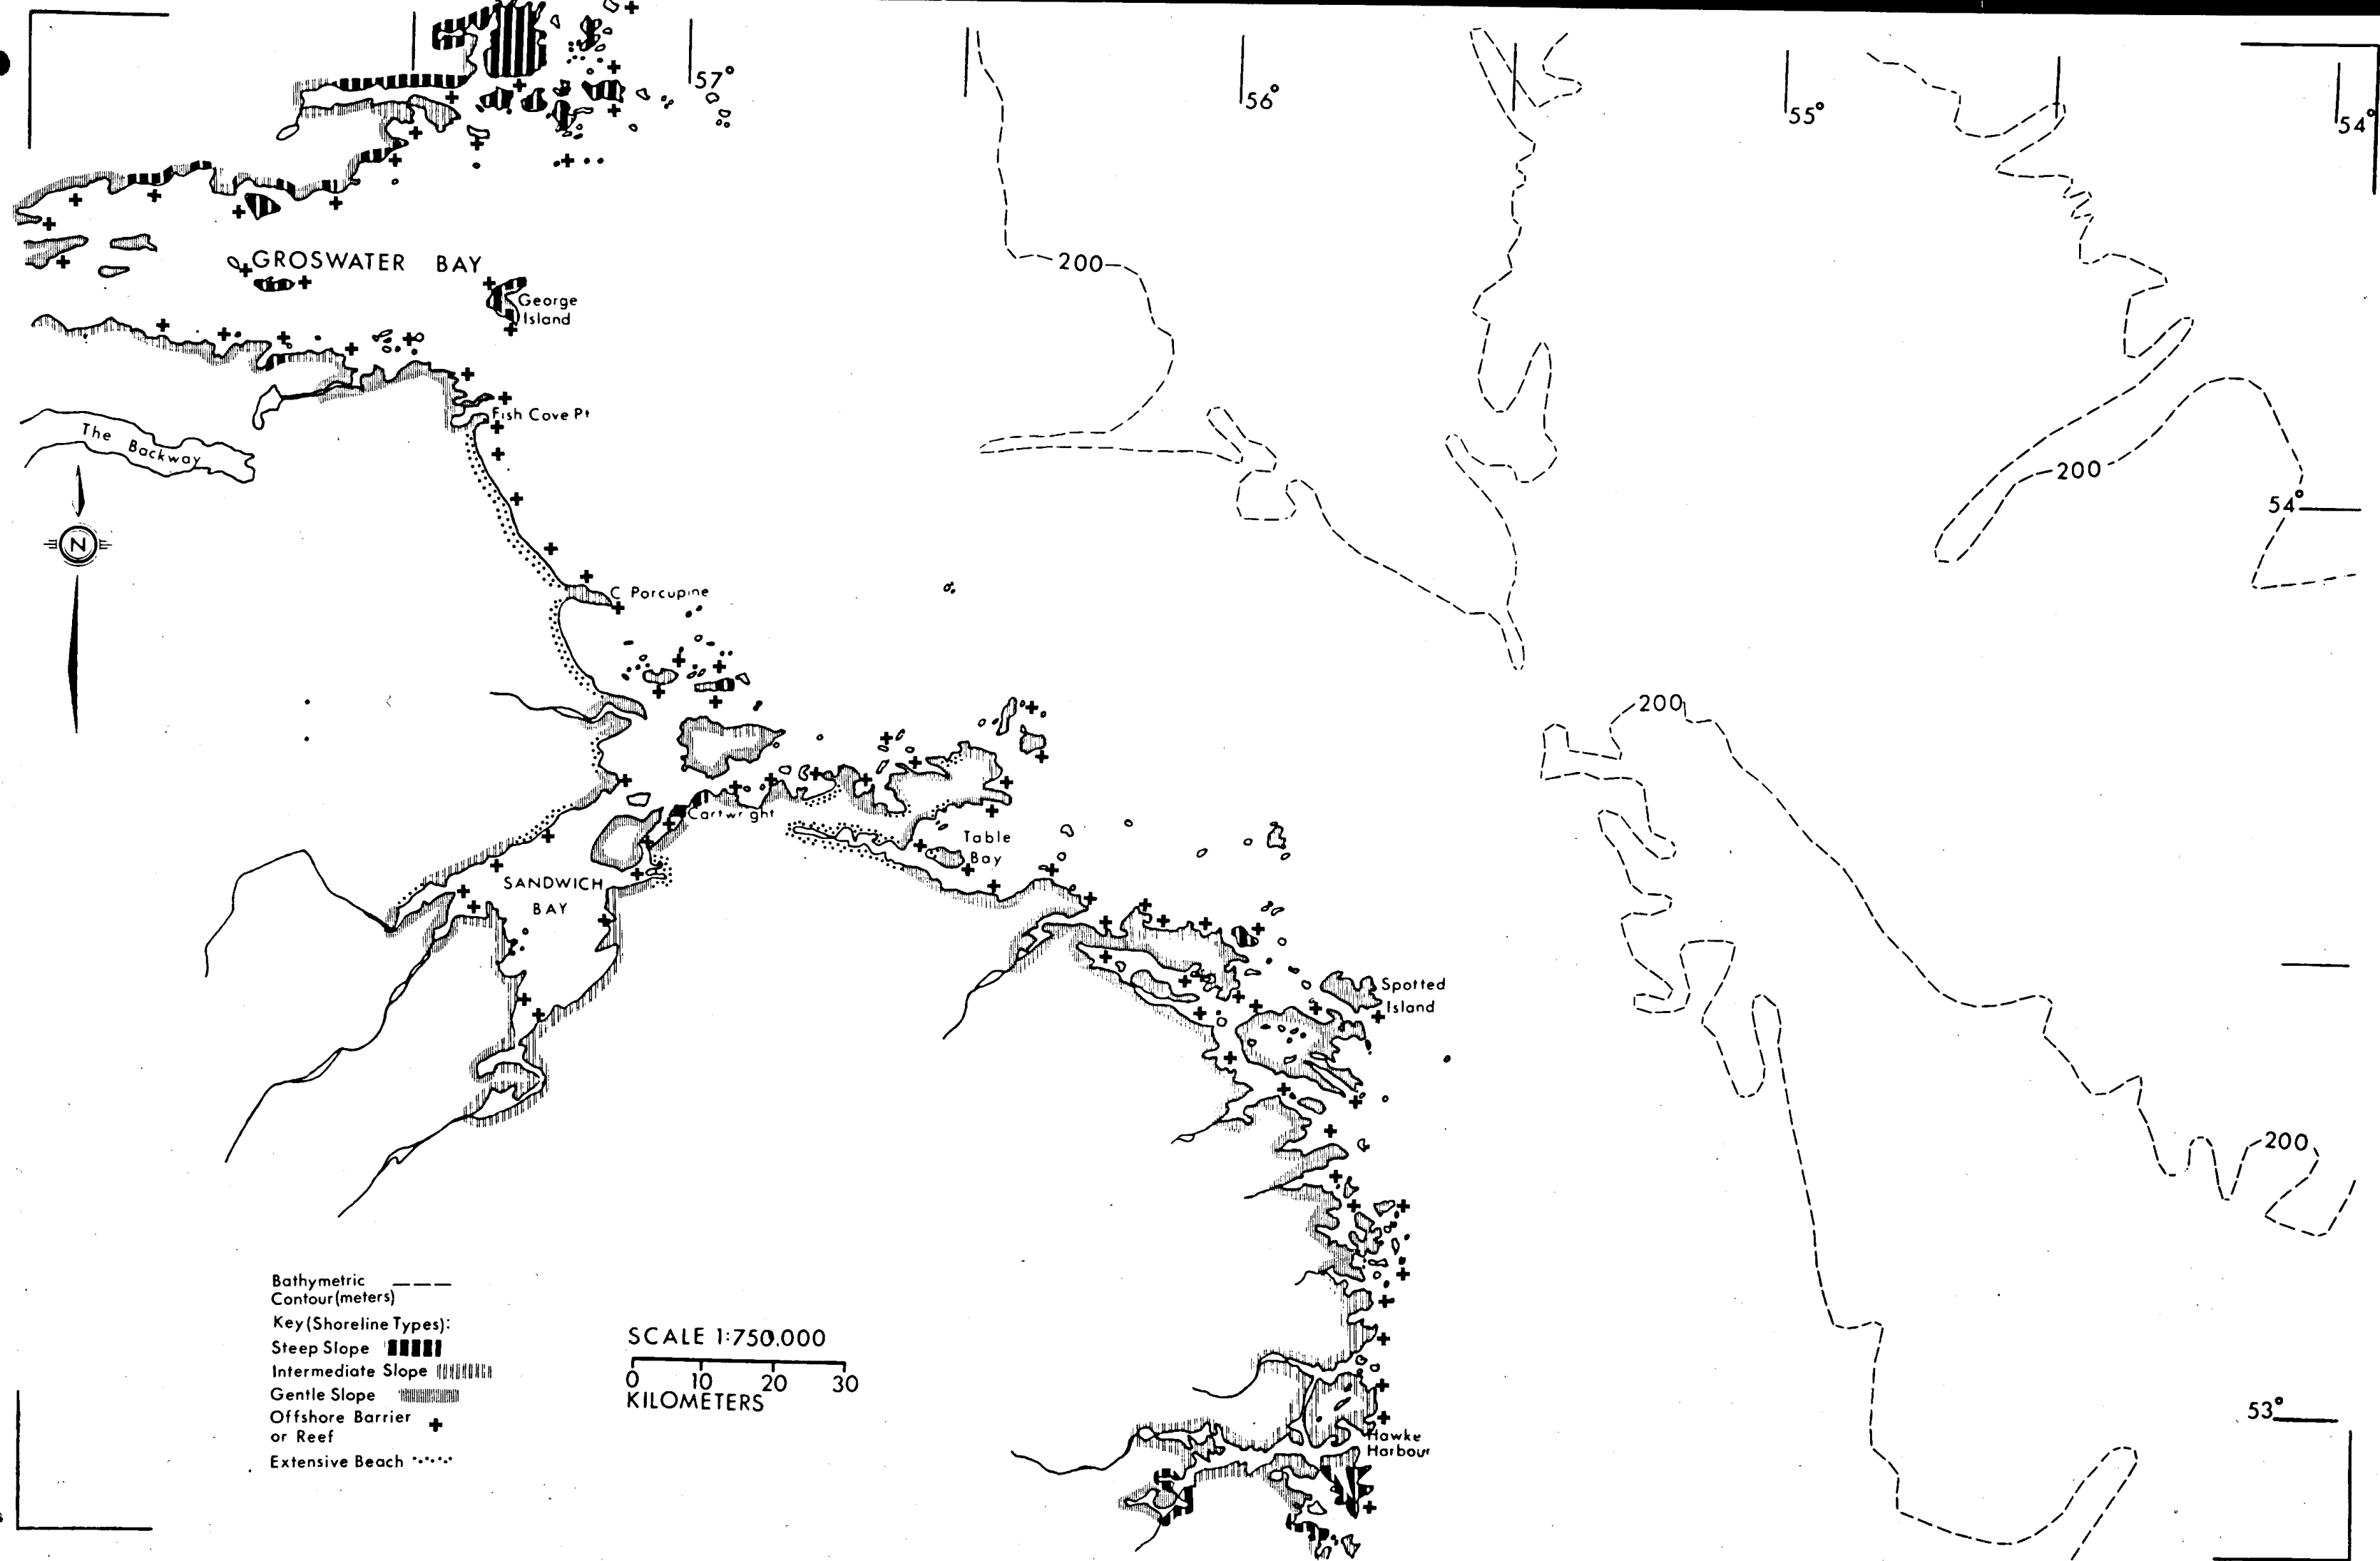 57°
56°
55°
54°
GROSWATER BAY
200
George
Island
Fish Cove Pt
The Backway
200
54°
N
C Porcupine
200
Cartwright
Table
Bay
SANDWICH
BAY
Spotted
Island
200
Bathymetric
Contour(meters)
Key(Shoreline Types):
Steep Slope
Intermediate Slope
Gentle Slope
Offshore Barrier
or Reef
Extensive Beach
SCALE 1:750,000
0 10 20 30
KILOMETERS
53°
Hawke
Harbour